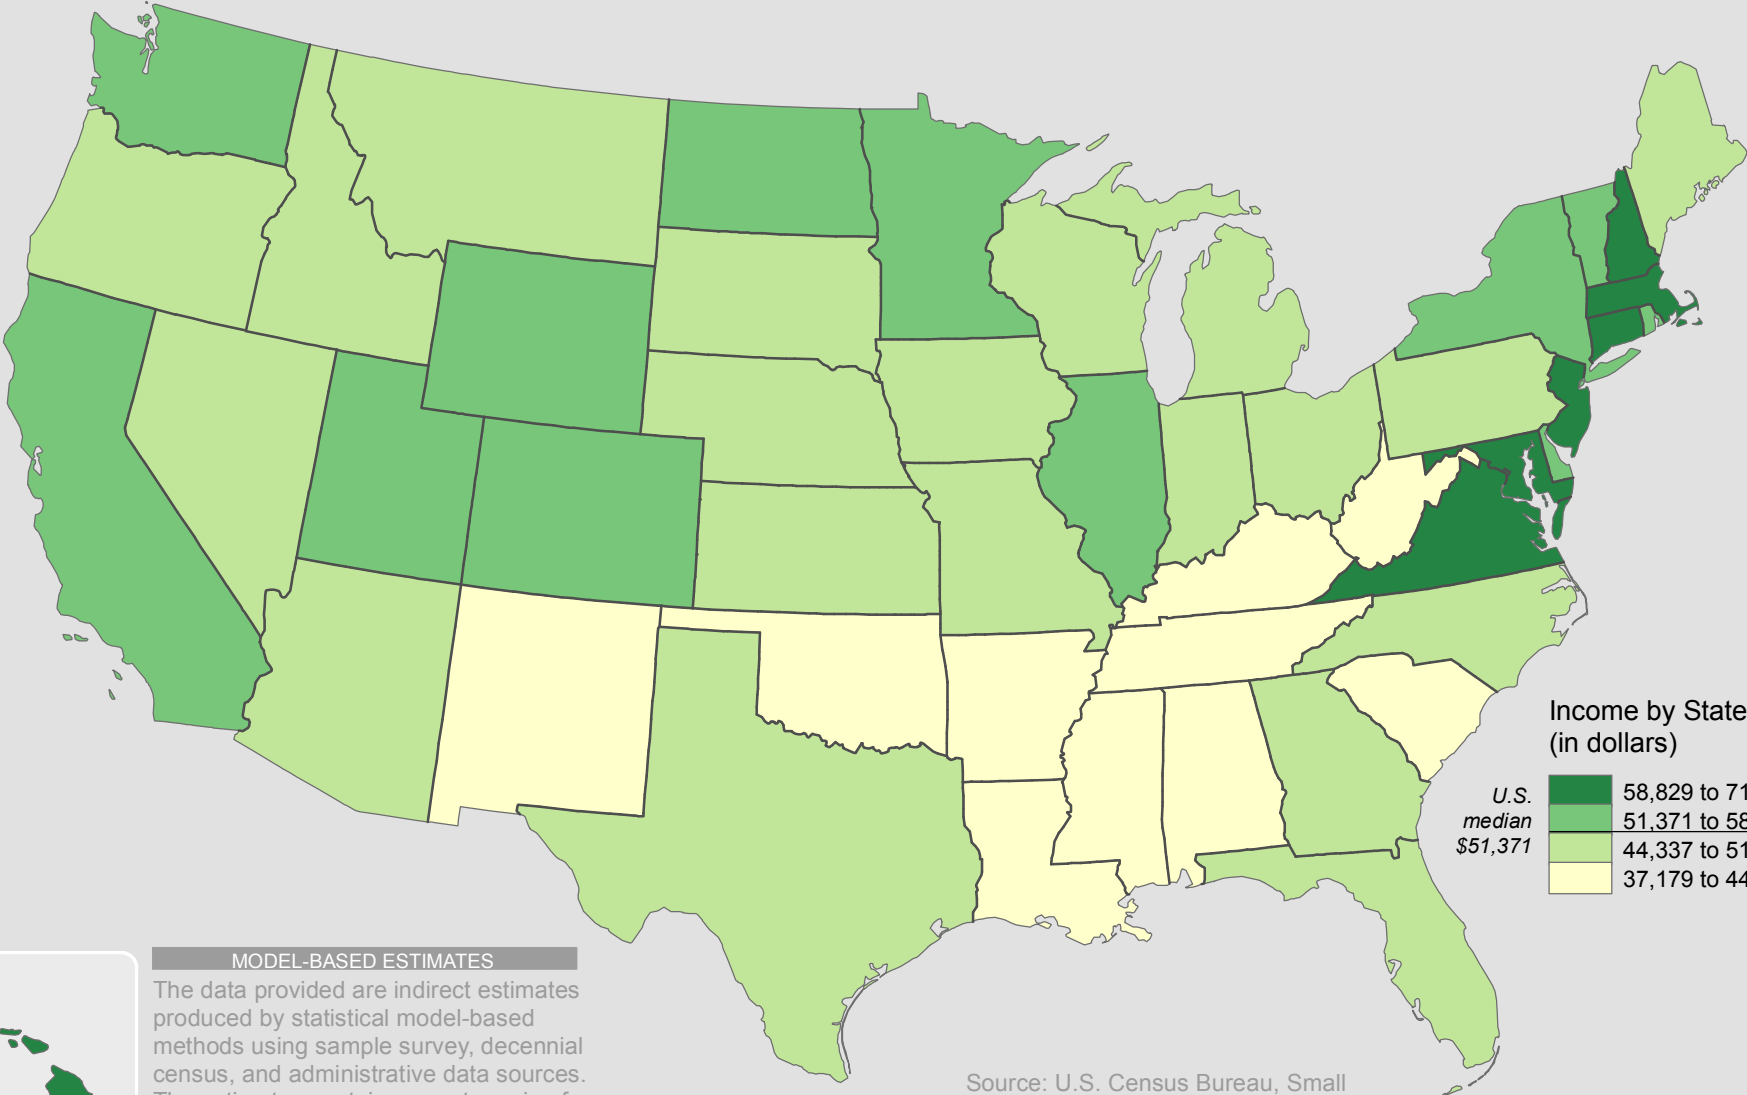 Income by State
(in dollars)
U.S.
median
$51,371
58,829 to 71
51,371 to 58
44,337 to 51
37,179 to 44
MODEL-BASED ESTIMATES
The data provided are indirect estimates
produced by statistical model-based
methods using sample survey, decennial
census, and administrative data sources.
Source: U.S. Census Bureau, Small